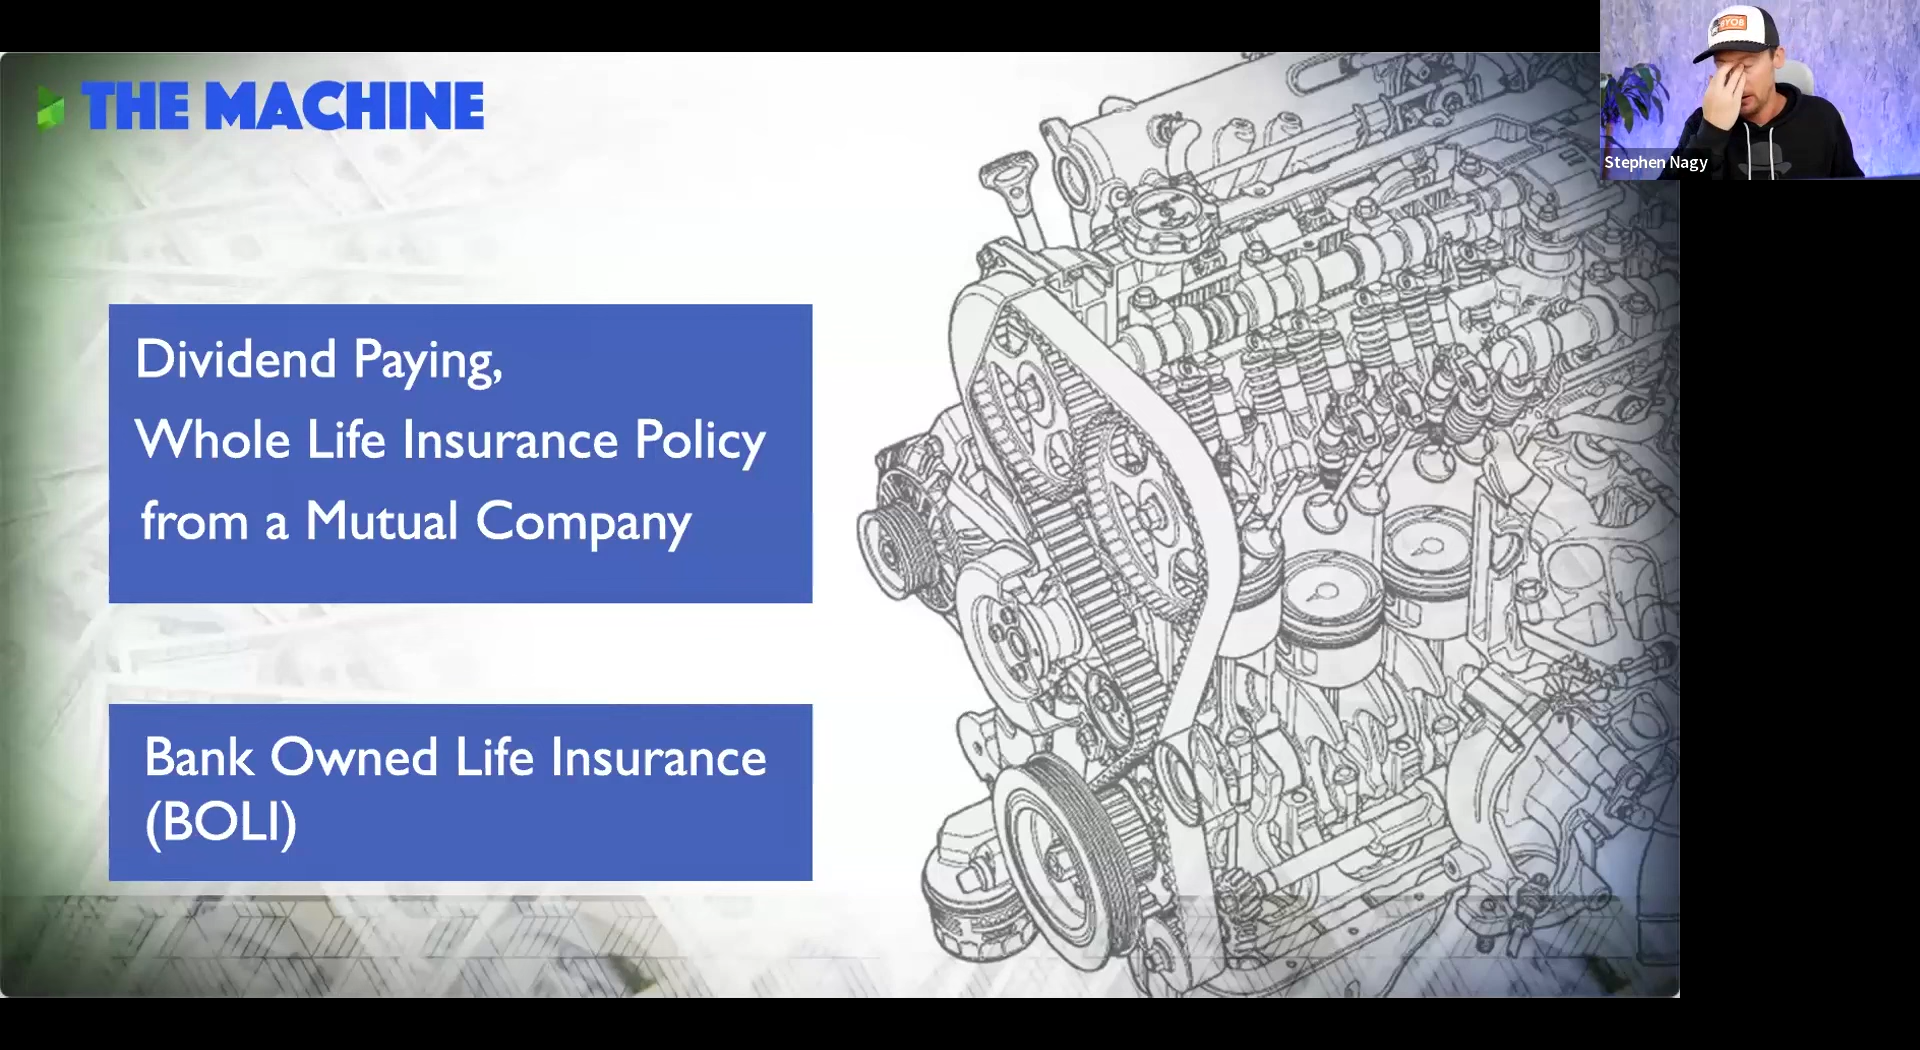 THE MACHINE
Dividend Paying,
Whole Life Insurance Policy
from a Mutual Company
Bank Owned Life Insurance
(BOLI)
Stephen Nagy